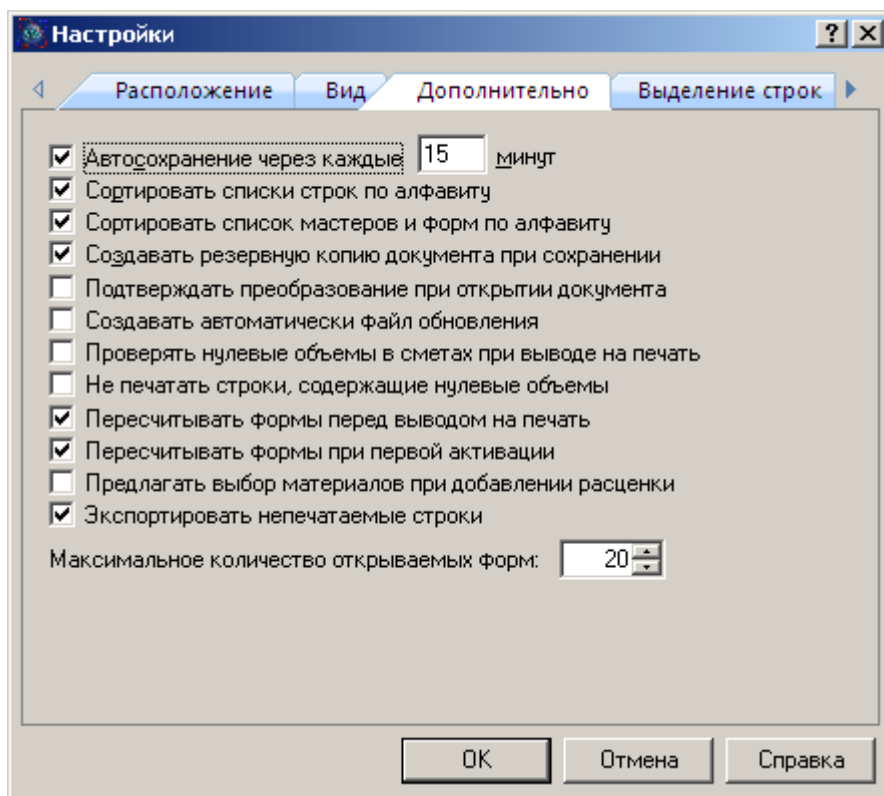 Настройки
Расположение Вид Дополнительно Выделение строк
Автосохранение через каждые 15 минут
Сортировать списки строк по алфавиту
Сортировать список мастеров и форм по алфавиту
Создавать резервную копию документа при сохранении
Подтверждать преобразование при открытии документа
Создавать автоматически файл обновления
Проверять нулевые объемы в сметах при выводе на печать
Не печатать строки, содержащие нулевые объемы
Пересчитывать формы перед выводом на печать
Пересчитывать формы при первой активации
Предлагать выбор материалов при добавлении расценки
Экспортировать непечатаемые строки
Максимальное количество открываемых форм: 20
OK Отмена Справка